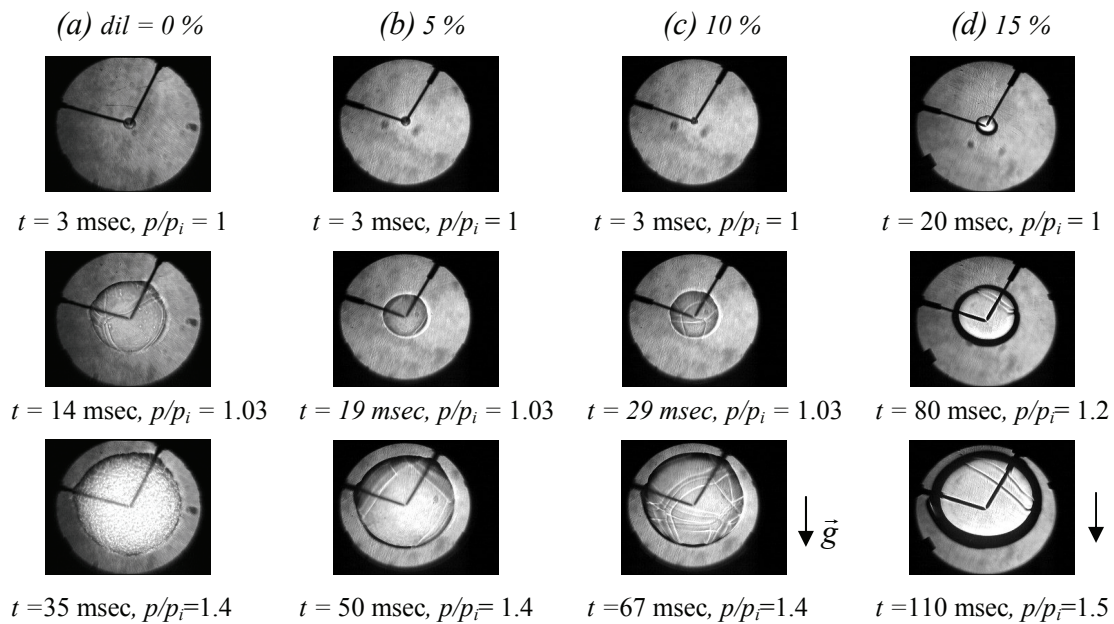 (a) dil = 0 % (b) 5 % (c) 10 % (d) 15 %
t = 3 msec, p/pᵢ = 1 t = 3 msec, p/pᵢ = 1 t = 3 msec, p/pᵢ = 1 t = 20 msec, p/pᵢ = 1
t = 14 msec, p/pᵢ = 1.03 t = 19 msec, p/pᵢ = 1.03 t = 29 msec, p/pᵢ = 1.03 t = 80 msec, p/pᵢ= 1.2
g⃗
t =35 msec, p/pᵢ=1.4 t = 50 msec, p/pᵢ= 1.4 t =67 msec, p/pᵢ=1.4 t =110 msec, p/pᵢ=1.5